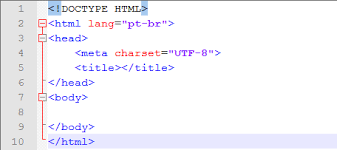 1 <!DOCTYPE HTML>
2 <html lang="pt-br">
3 <head>
4 <meta charset="UTF-8">
5 <title></title>
6 </head>
7 <body>
8
9 </body>
10 </html>